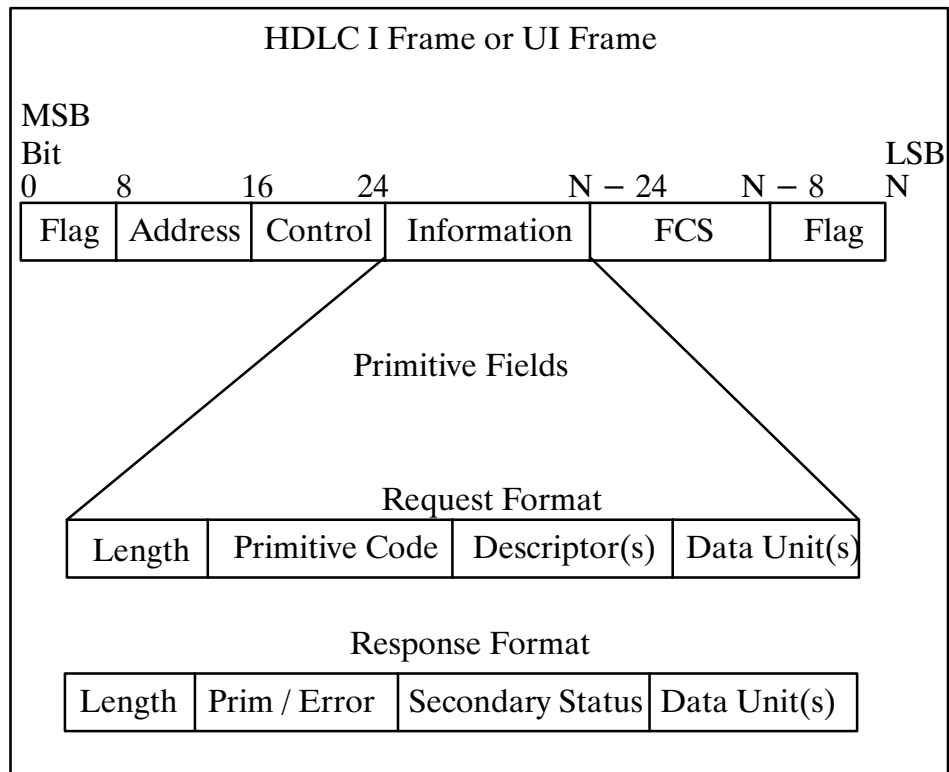 HDLC I Frame or UI Frame
MSB
Bit LSB
0 8 16 24 N − 24 N − 8 N
Flag Address Control Information FCS Flag
Primitive Fields
Request Format
Length Primitive Code Descriptor(s) Data Unit(s)
Response Format
Length Prim / Error Secondary Status Data Unit(s)